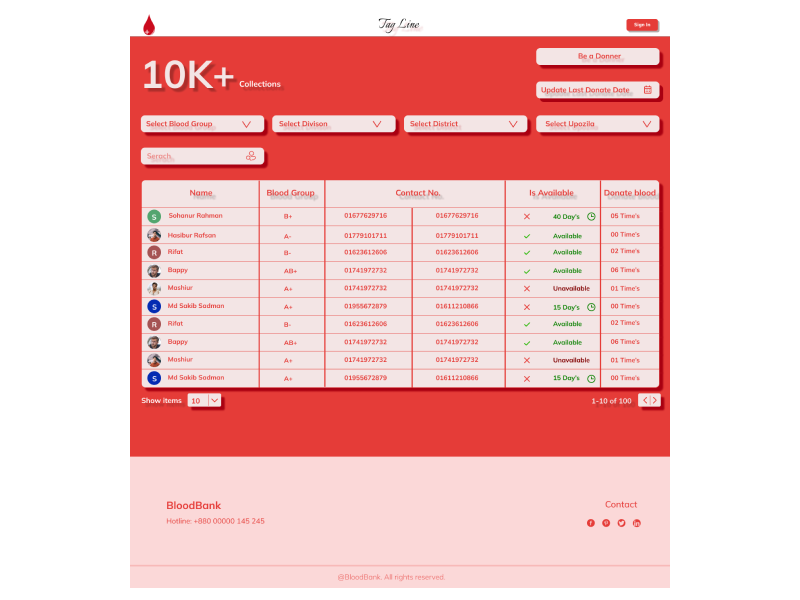 Tag Line
Sign in
10K+ Collections
Be a Donner
Update Last Donate Date
Select Blood Group
Select Divison
Select District
Select Upozila
Serach
Name Blood Group Contact No. Is Available Donate blood
S Sohanur Rahman B+ 01677629716 01677629716 40 Day's 05 Time's
Hasibur Rafsan A- 01779101711 01779101711 Available 00 Time's
R Rifat B- 01623612606 01623612606 Available 02 Time's
Bappy AB+ 01741972732 01741972732 Available 06 Time's
Mashiur A+ 01741972732 01741972732 Unavailable 01 Time's
S Md Sakib Sadman A+ 01955672879 01611210866 15 Day's 00 Time's
R Rifat B- 01623612606 01623612606 Available 02 Time's
Bappy AB+ 01741972732 01741972732 Available 06 Time's
Mashiur A+ 01741972732 01741972732 Unavailable 01 Time's
S Md Sakib Sadman A+ 01955672879 01611210866 15 Day's 00 Time's
Show items 10
1-10 of 100
BloodBank
Hotline: +880 00000 145 245
Contact
@BloodBank. All rights reserved.